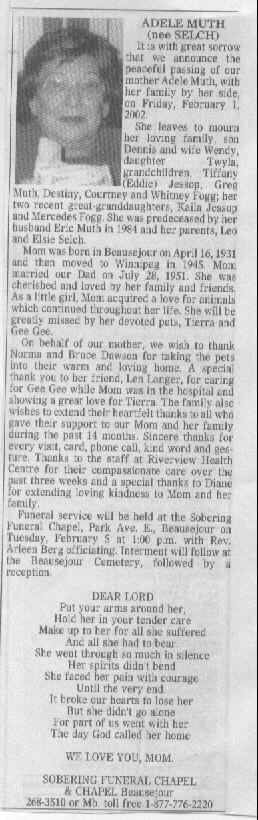 ADELE MUTH
(nee SELCH)
It is with great sorrow
that we announce the
peaceful passing of our
mother Adele Muth, with
her family by her side,
on Friday, February 1,
2002.
She leaves to mourn
her loving family, son
Dennis and wife Wendy,
daughter Twyla,
grandchildren, Tiffany
(Eddie) Jessop, Greg
Muth, Destiny, Courtney and Whitney Fogg; her
two recent great-granddaughters, Kaila Jessop
and Mercedes Fogg. She was predeceased by her
husband Eric Muth in 1984 and her parents, Leo
and Elsie Selch.
Mom was born in Beausejour on April 16, 1931
and then moved to Winnipeg in 1945. Mom
married our Dad on July 28, 1951. She was
cherished and loved by her family and friends.
As a little girl, Mom acquired a love for animals
which continued throughout her life. She will be
greatly missed by her devoted pets, Tierra and
Gee Gee.
On behalf of our mother, we wish to thank
Norma and Bruce Dawson for taking the pets
into their warm and loving home. A special
thank you to her friend, Len Langer, for caring
for Gee Gee while Mom was in the hospital and
showing a great love for Tierra. The family also
wishes to extend their heartfelt thanks to all who
gave their support to our Mom and her family
during the past 14 months. Sincere thanks for
every visit, card, phone call, kind word and ges-
ture. Thanks to the staff at Riverview Health
Centre for their compassionate care over the
past three weeks and a special thanks to Diane
for extending loving kindness to Mom and her
family.
Funeral service will be held at the Sobering
Funeral Chapel, Park Ave. E., Beausejour on
Tuesday, February 5 at 1:00 p.m. with Rev.
Arleen Berg officiating. Interment will follow at
the Beausejour Cemetery, followed by a
reception.
DEAR LORD
Put your arms around her,
Hold her in your tender care
Make up to her for all she suffered
And all she had to bear.
She went through so much in silence
Her spirits didn't bend
She faced her pain with courage
Until the very end.
It broke our hearts to lose her
But she didn't go alone
For part of us went with her
The day God called her home
WE LOVE YOU, MOM.
SOBERING FUNERAL CHAPEL
& CHAPEL Beausejour
268-3510 or Mb. toll free 1-877-776-2220